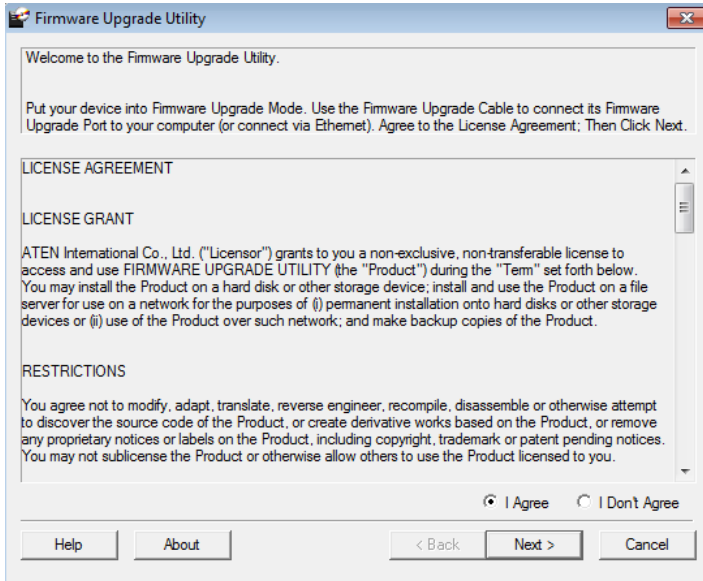 Firmware Upgrade Utility
Welcome to the Firmware Upgrade Utility.
Put your device into Firmware Upgrade Mode. Use the Firmware Upgrade Cable to connect its Firmware
Upgrade Port to your computer (or connect via Ethernet). Agree to the License Agreement; Then Click Next.
LICENSE AGREEMENT
LICENSE GRANT
ATEN International Co., Ltd. ("Licensor") grants to you a non-exclusive, non-transferable license to
access and use FIRMWARE UPGRADE UTILITY (the "Product") during the "Term" set forth below.
You may install the Product on a hard disk or other storage device; install and use the Product on a file
server for use on a network for the purposes of (i) permanent installation onto hard disks or other storage
devices or (ii) use of the Product over such network; and make backup copies of the Product.
RESTRICTIONS
You agree not to modify, adapt, translate, reverse engineer, recompile, disassemble or otherwise attempt
to discover the source code of the Product, or create derivative works based on the Product, or remove
any proprietary notices or labels on the Product, including copyright, trademark or patent pending notices.
You may not sublicense the Product or otherwise allow others to use the Product licensed to you.
I Agree I Don't Agree
Help About < Back Next > Cancel